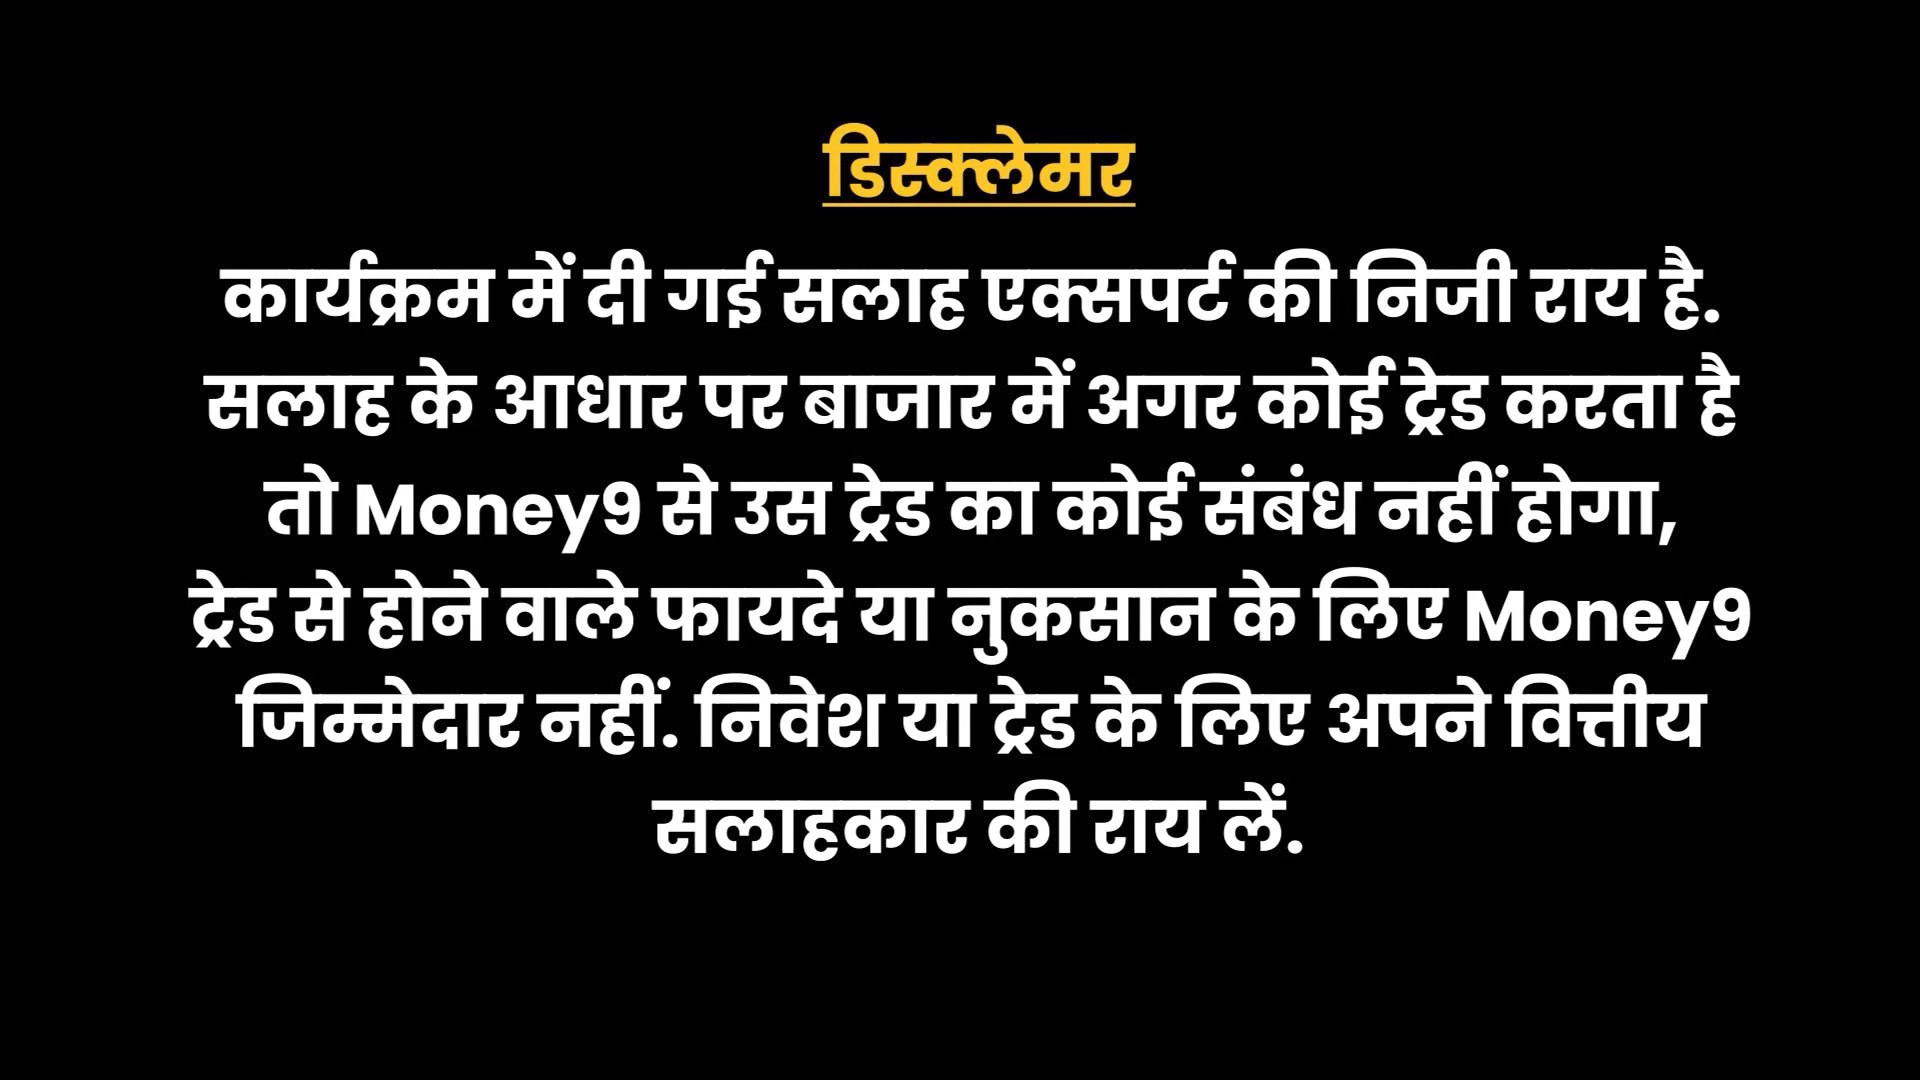 डिस्क्लेमर
कार्यक्रम में दी गई सलाह एक्सपर्ट की निजी राय है.
सलाह के आधार पर बाजार में अगर कोई ट्रेड करता है
तो Money9 से उस ट्रेड का कोई संबंध नहीं होगा,
ट्रेड से होने वाले फायदे या नुकसान के लिए Money9
जिम्मेदार नहीं. निवेश या ट्रेड के लिए अपने वित्तीय
सलाहकार की राय लें.